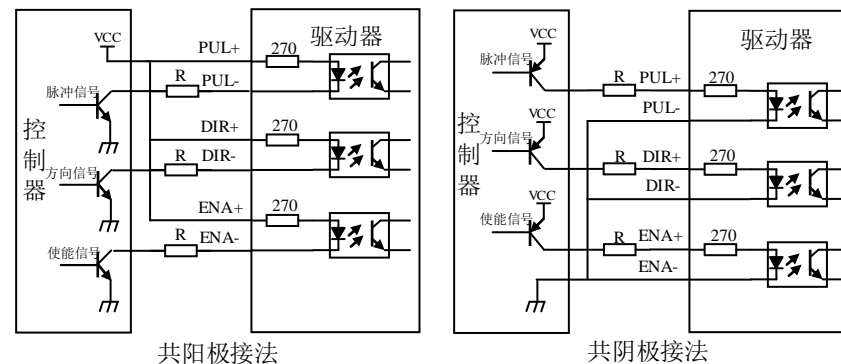 VCC
PUL+
270
驱动器
脉冲信号
R
PUL-
控制器
DIR+
270
方向信号
R
DIR-
ENA+
270
使能信号
R
ENA-
共阳极接法
VCC
驱动器
脉冲信号
R
PUL+
270
PUL-
控制器
VCC
方向信号
R
DIR+
270
DIR-
VCC
使能信号
R
ENA+
270
ENA-
共阴极接法